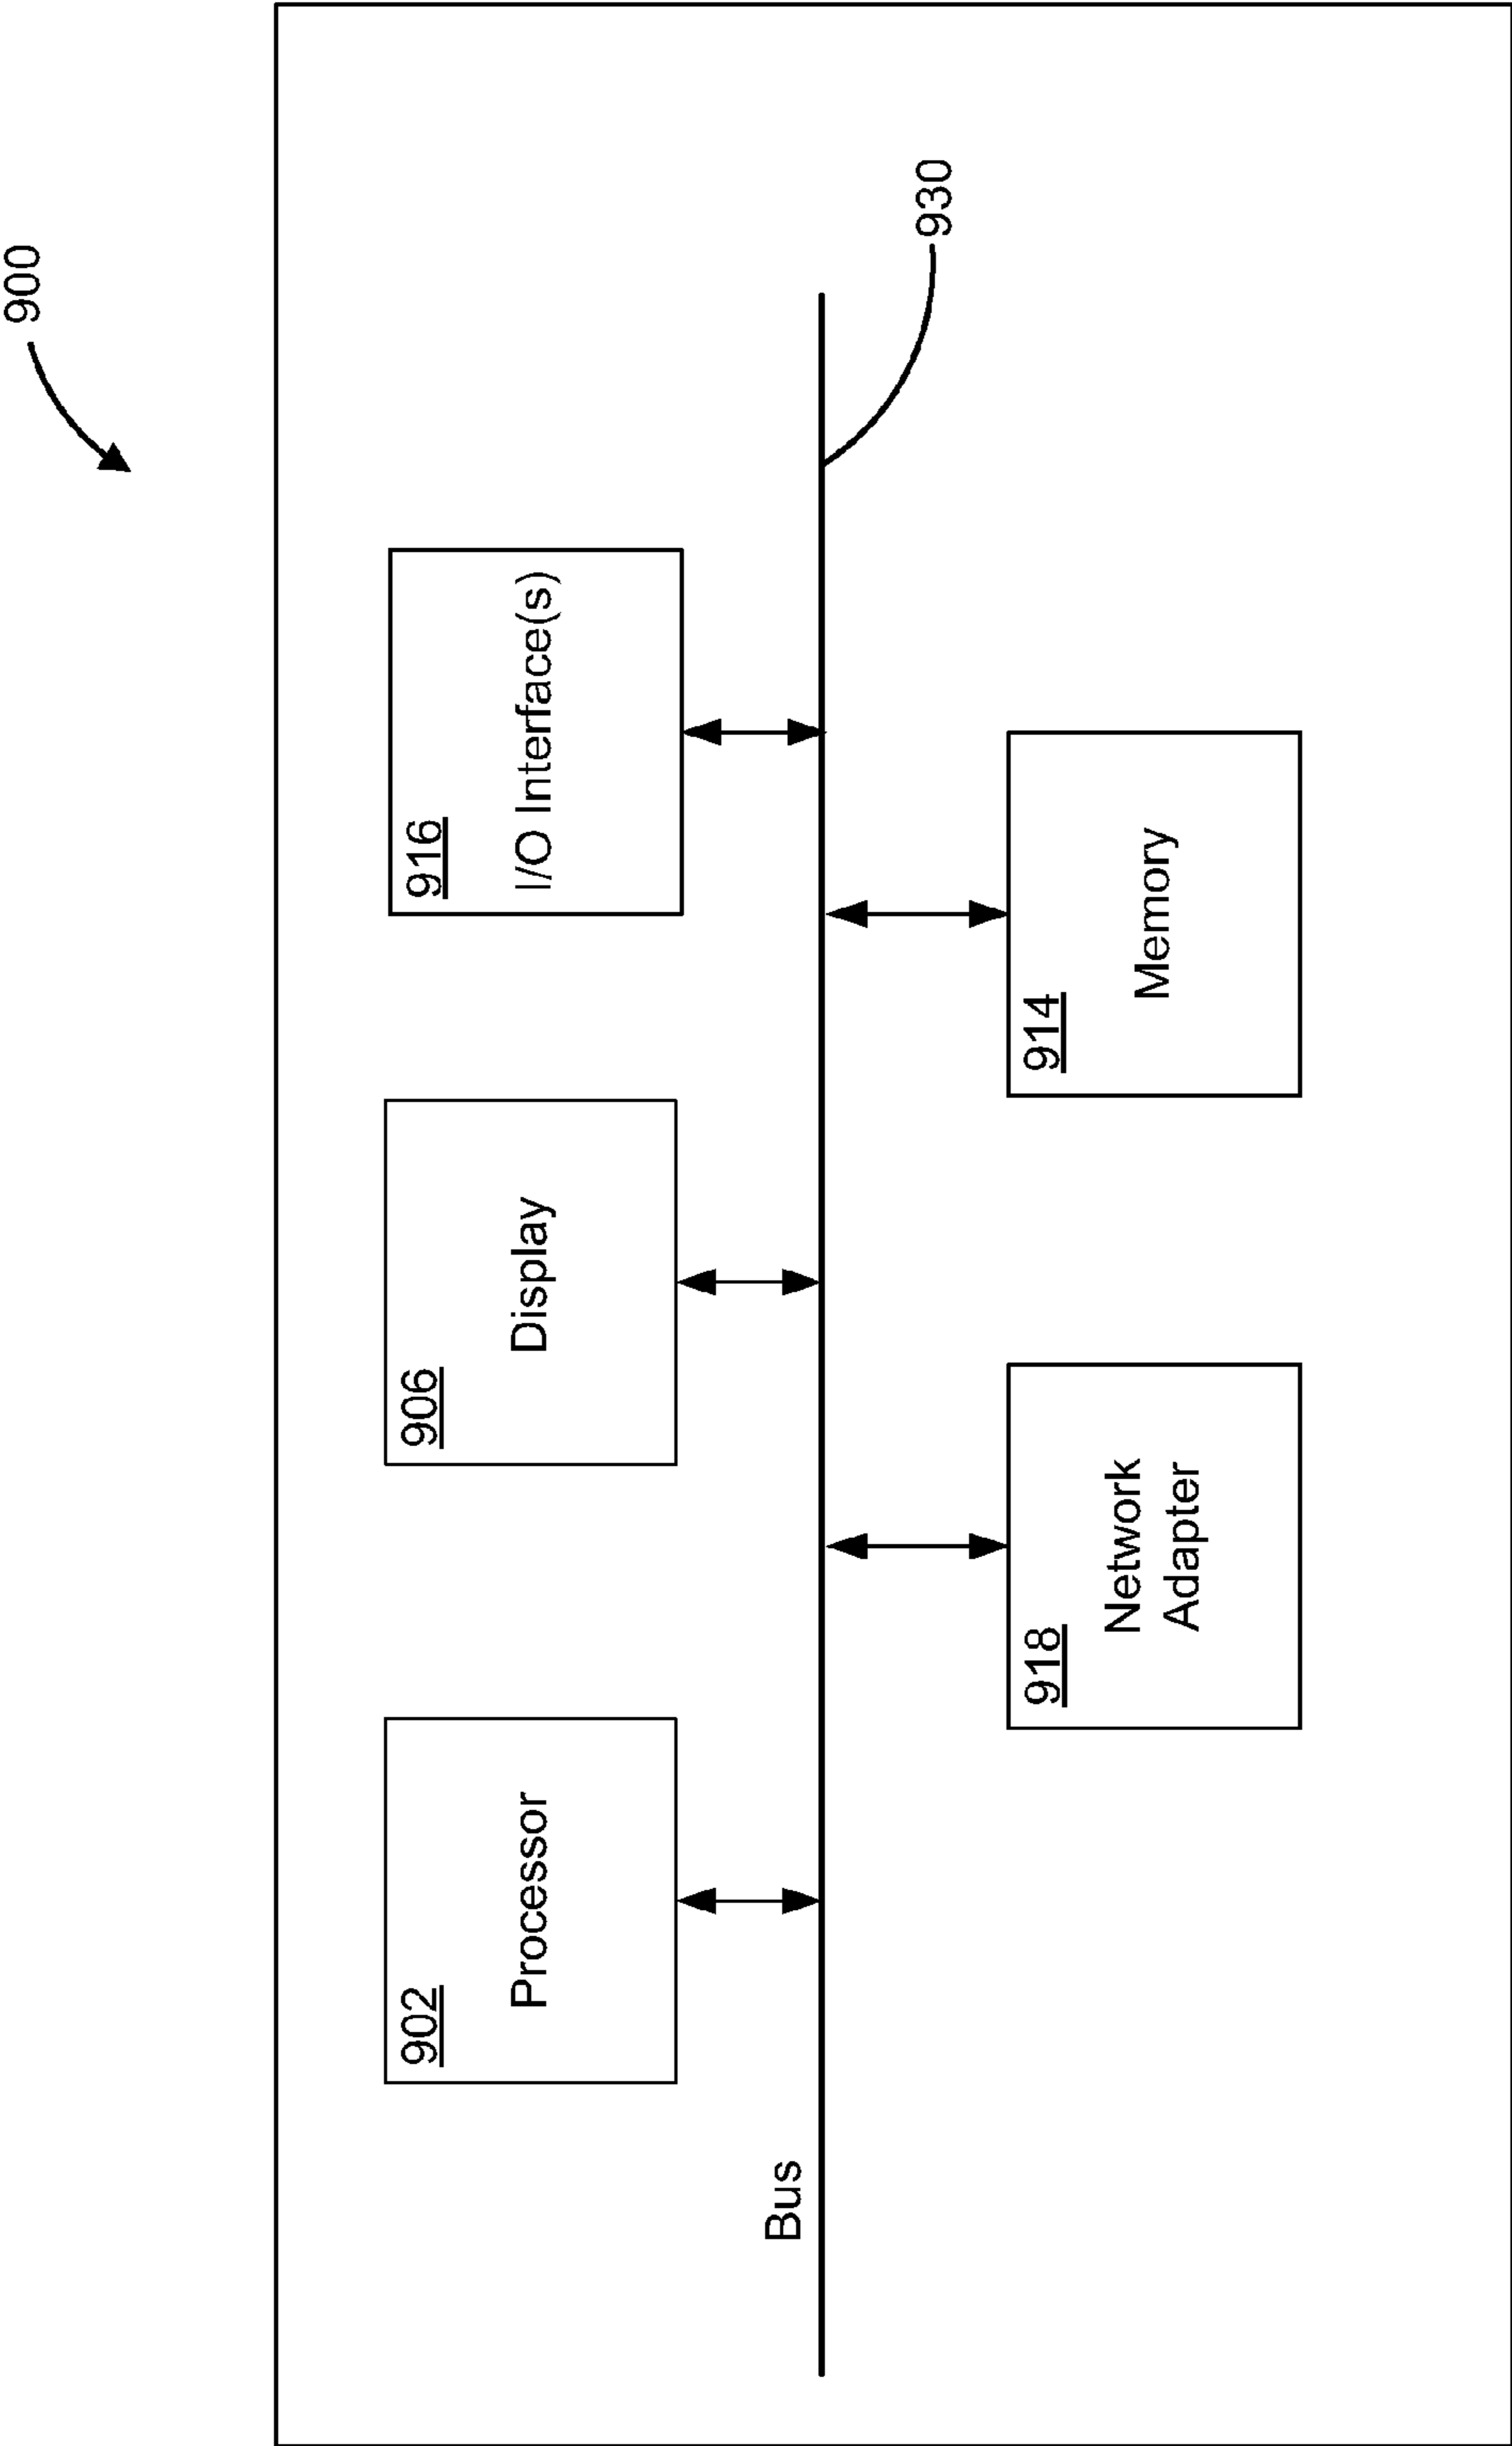 900
902
Processor
906
Display
916
I/O Interface(s)
Bus
930
918
Network
Adapter
914
Memory